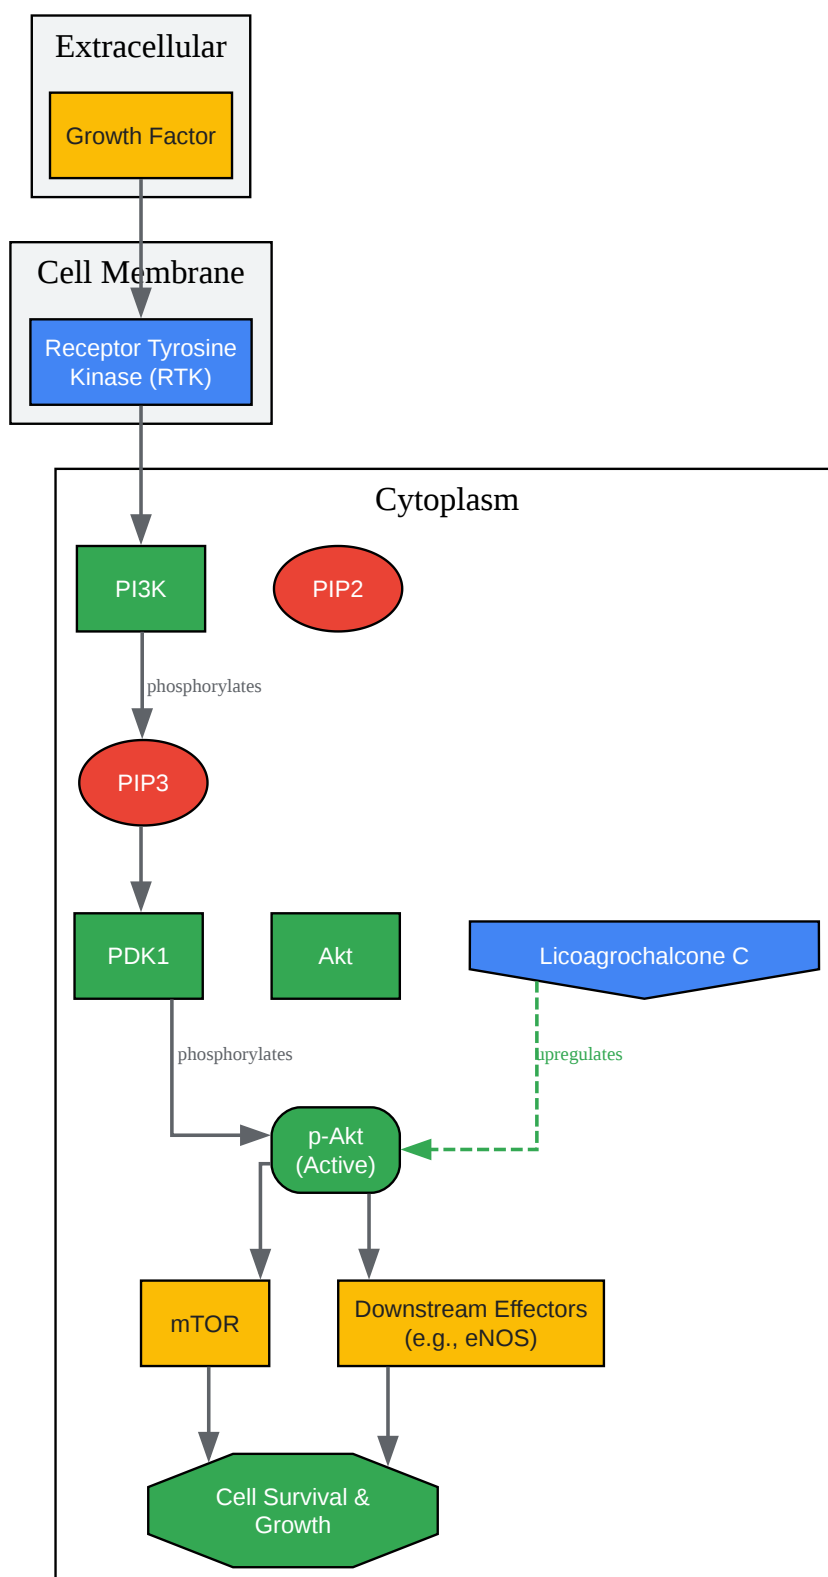 Extracellular
Growth Factor
Cell Membrane
Receptor Tyrosine
Kinase (RTK)
Cytoplasm
PI3K
PIP2
phosphorylates
PIP3
PDK1
Akt
Licoagrochalcone C
phosphorylates
upregulates
p-Akt
(Active)
mTOR
Downstream Effectors
(e.g., eNOS)
Cell Survival &
Growth